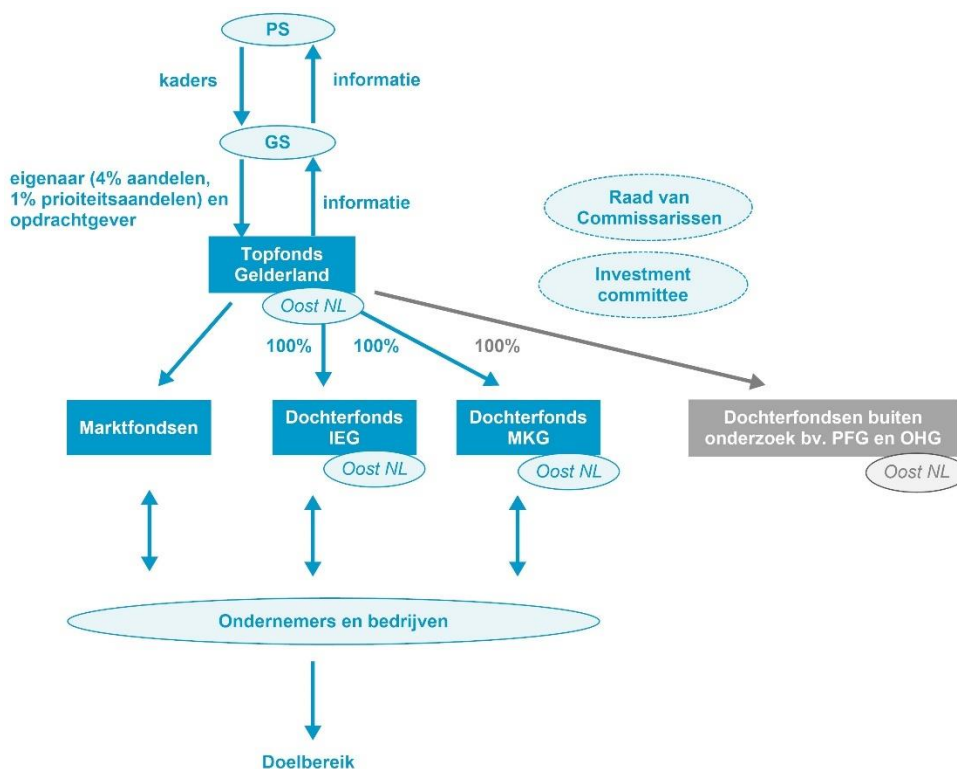 PS
kaders
informatie
GS
eigenaar (4% aandelen,
1% prioiteitsaandelen) en
opdrachtgever
informatie
Raad van
Commissarissen
Topfonds
Gelderland
Investment
committee
Oost NL
100%
100%
100%
Marktfondsen
Dochterfonds
IEG
Oost NL
Dochterfonds
MKG
Oost NL
Dochterfondsen buiten
onderzoek bv. PFG en OHG
Oost NL
Ondernemers en bedrijven
Doelbereik